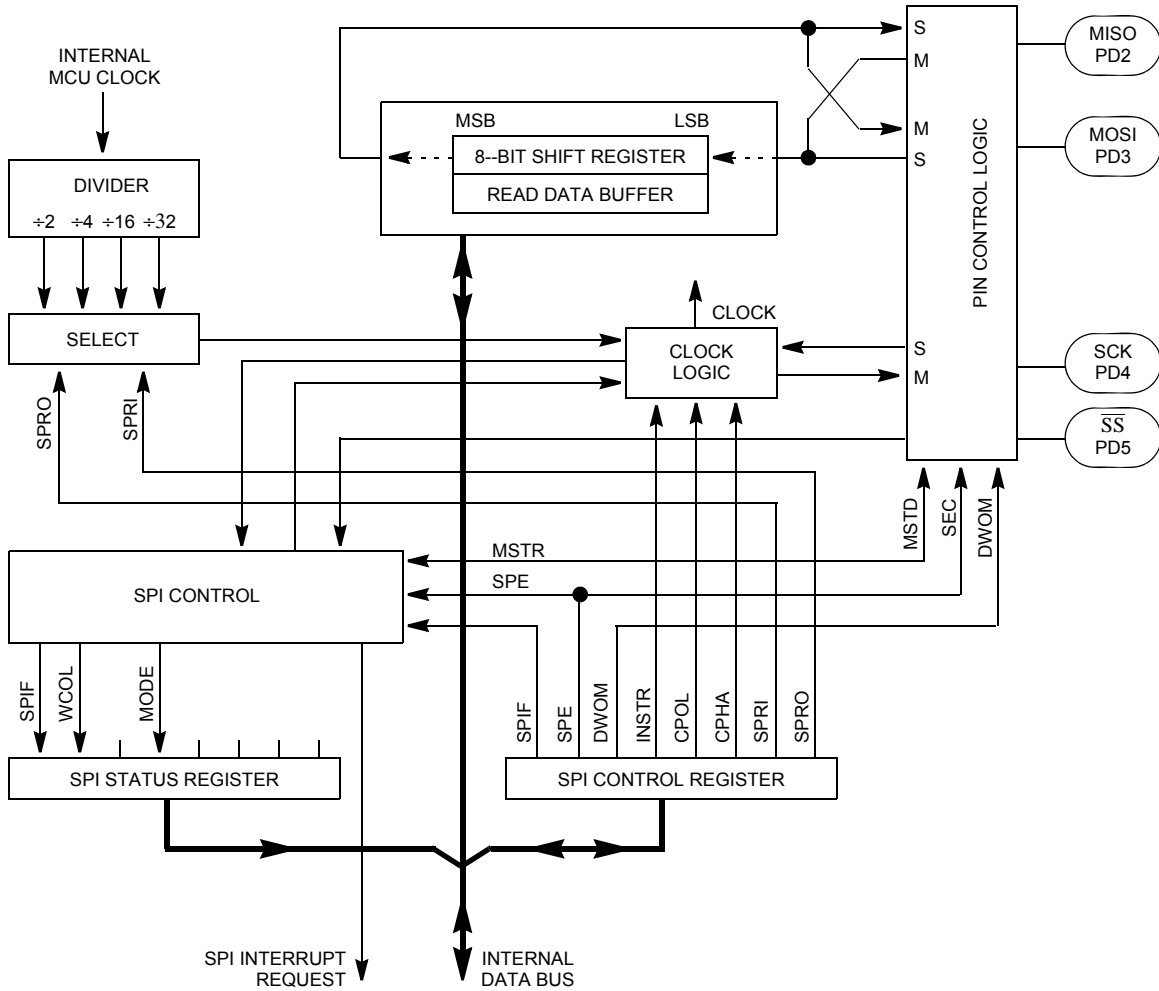 INTERNAL
MCU CLOCK
DIVIDER
÷2 ÷4 ÷16 ÷32
SELECT
SPRO
SPRI
MSB
LSB
8--BIT SHIFT REGISTER
READ DATA BUFFER
S
M
M
S
S
M
PIN CONTROL LOGIC
MISO
PD2
MOSI
PD3
SCK
PD4
SS
PD5
CLOCK
CLOCK
LOGIC
MSTD
SEC
DWOM
MSTR
SPE
SPI CONTROL
SPIF
WCOL
MODE
SPI STATUS REGISTER
SPIF
SPE
DWOM
INSTR
CPOL
CPHA
SPRI
SPRO
SPI CONTROL REGISTER
SPI INTERRUPT
REQUEST
INTERNAL
DATA BUS